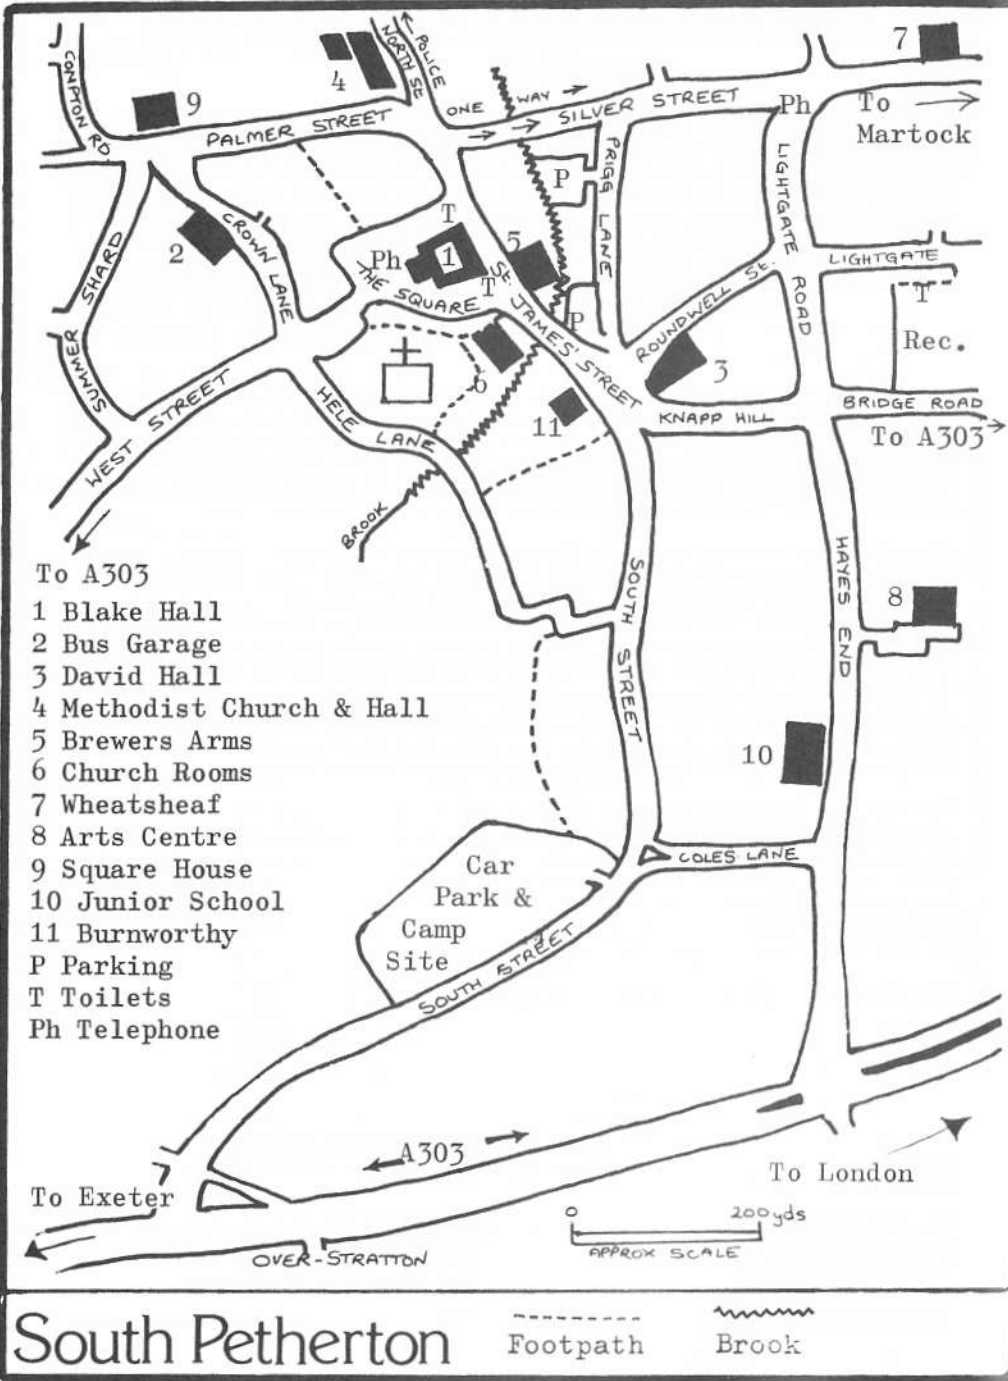 COMPTON RD.
9
4
NORTH ST
POLICE
7
PALMER STREET
ONE WAY
SILVER STREET
Ph
To
Martock
P
PRIGG LANE
LIGHTGATE ROAD
2
CROWN LANE
T
5
Ph
1
THE SQUARE
T
ST. JAMES' STREET
P
ROUNDWELL ST.
LIGHTGATE
T
Rec.
SUMMER SHARD
WEST STREET
HELE LANE
6
11
3
KNAPP HILL
BRIDGE ROAD
To A303
BROOK
To A303
1 Blake Hall
2 Bus Garage
3 David Hall
4 Methodist Church & Hall
5 Brewers Arms
6 Church Rooms
7 Wheatsheaf
8 Arts Centre
9 Square House
10 Junior School
11 Burnworthy
P Parking
T Toilets
Ph Telephone
SOUTH STREET
HAYES END
8
10
COLES LANE
Car
Park &
Camp
Site
SOUTH STREET
A303
To Exeter
To London
OVER-STRATTON
0 200yds
APPROX SCALE
South Petherton
Footpath
Brook